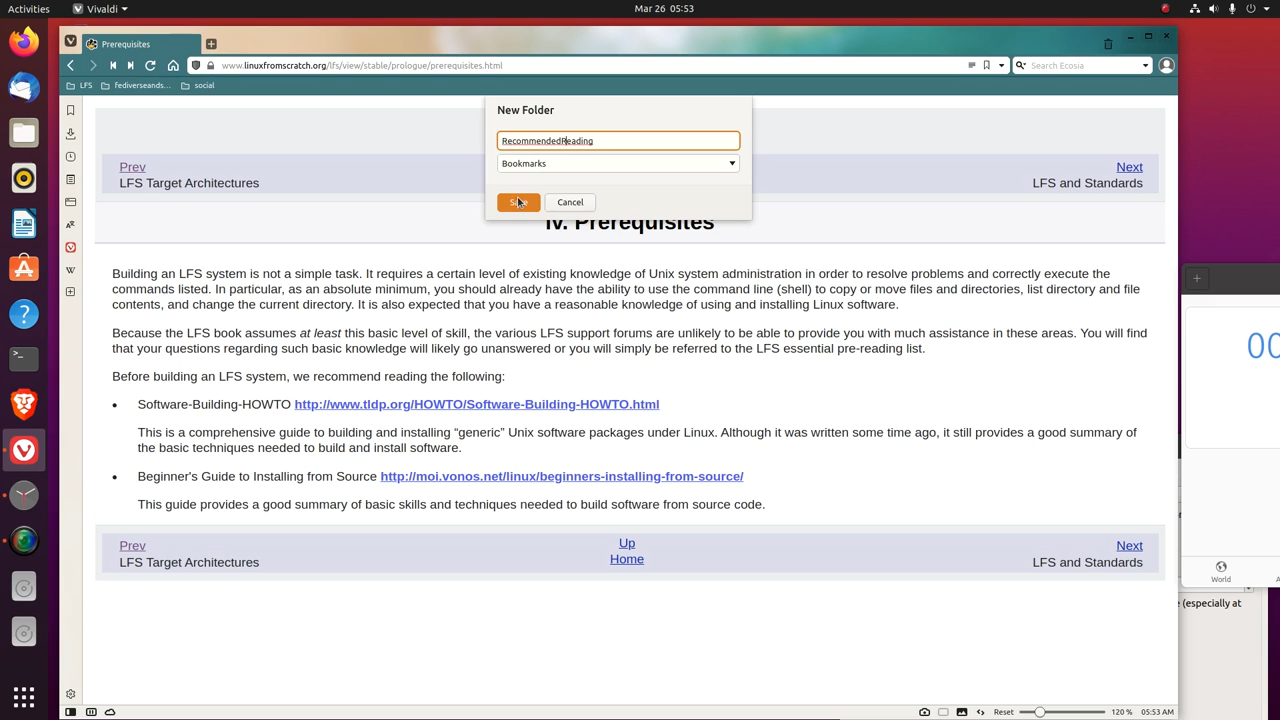 Activities
Vivaldi
Mar 26 05:53
Prerequisites
www.linuxfromscratch.org/lfs/view/stable/prologue/prerequisites.html
Search Ecosia
LFS
fediverseands...
social
New Folder
RecommendedReading
Bookmarks
Save
Cancel
Prev
Next
LFS Target Architectures
LFS and Standards
iv. Prerequisites
Building an LFS system is not a simple task. It requires a certain level of existing knowledge of Unix system administration in order to resolve problems and correctly execute the
commands listed. In particular, as an absolute minimum, you should already have the ability to use the command line (shell) to copy or move files and directories, list directory and file
contents, and change the current directory. It is also expected that you have a reasonable knowledge of using and installing Linux software.
Because the LFS book assumes at least this basic level of skill, the various LFS support forums are unlikely to be able to provide you with much assistance in these areas. You will find
that your questions regarding such basic knowledge will likely go unanswered or you will simply be referred to the LFS essential pre-reading list.
Before building an LFS system, we recommend reading the following:
• Software-Building-HOWTO http://www.tldp.org/HOWTO/Software-Building-HOWTO.html
This is a comprehensive guide to building and installing “generic” Unix software packages under Linux. Although it was written some time ago, it still provides a good summary of
the basic techniques needed to build and install software.
• Beginner's Guide to Installing from Source http://moi.vonos.net/linux/beginners-installing-from-source/
This guide provides a good summary of basic skills and techniques needed to build software from source code.
Prev
Up
Next
LFS Target Architectures
Home
LFS and Standards
00
World
e (especially at
Reset
120 %
05:53 AM